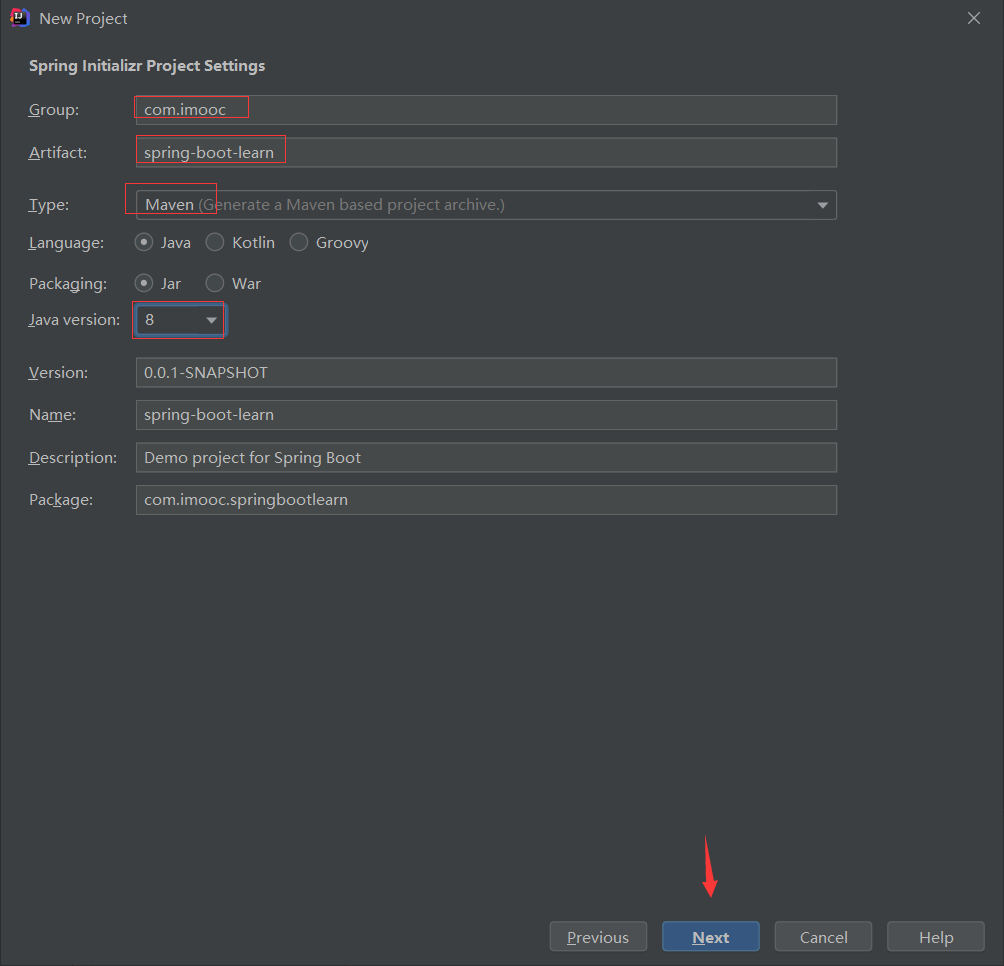 New Project
Spring Initializr Project Settings
Group: com.imooc
Artifact: spring-boot-learn
Type: Maven (Generate a Maven based project archive.)
Language: Java Kotlin Groovy
Packaging: Jar War
Java version: 8
Version: 0.0.1-SNAPSHOT
Name: spring-boot-learn
Description: Demo project for Spring Boot
Package: com.imooc.springbootlearn
Previous Next Cancel Help